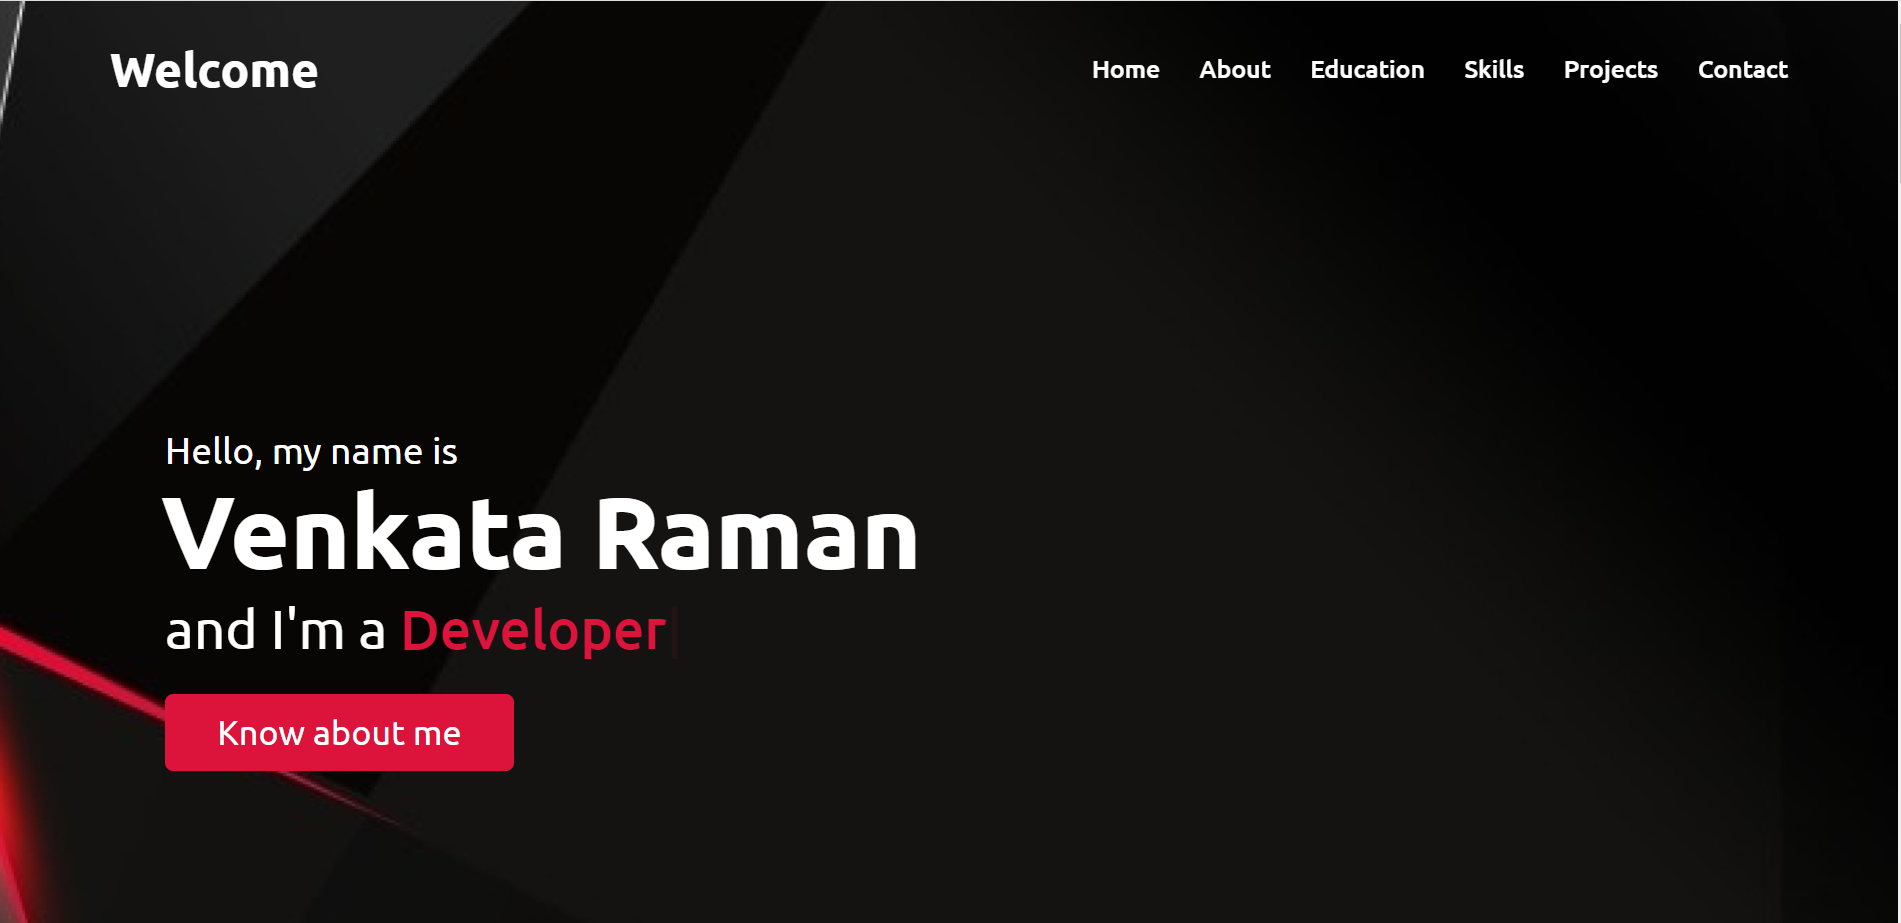 Welcome
Home About Education Skills Projects Contact
Hello, my name is
Venkata Raman
and I'm a Developer
Know about me